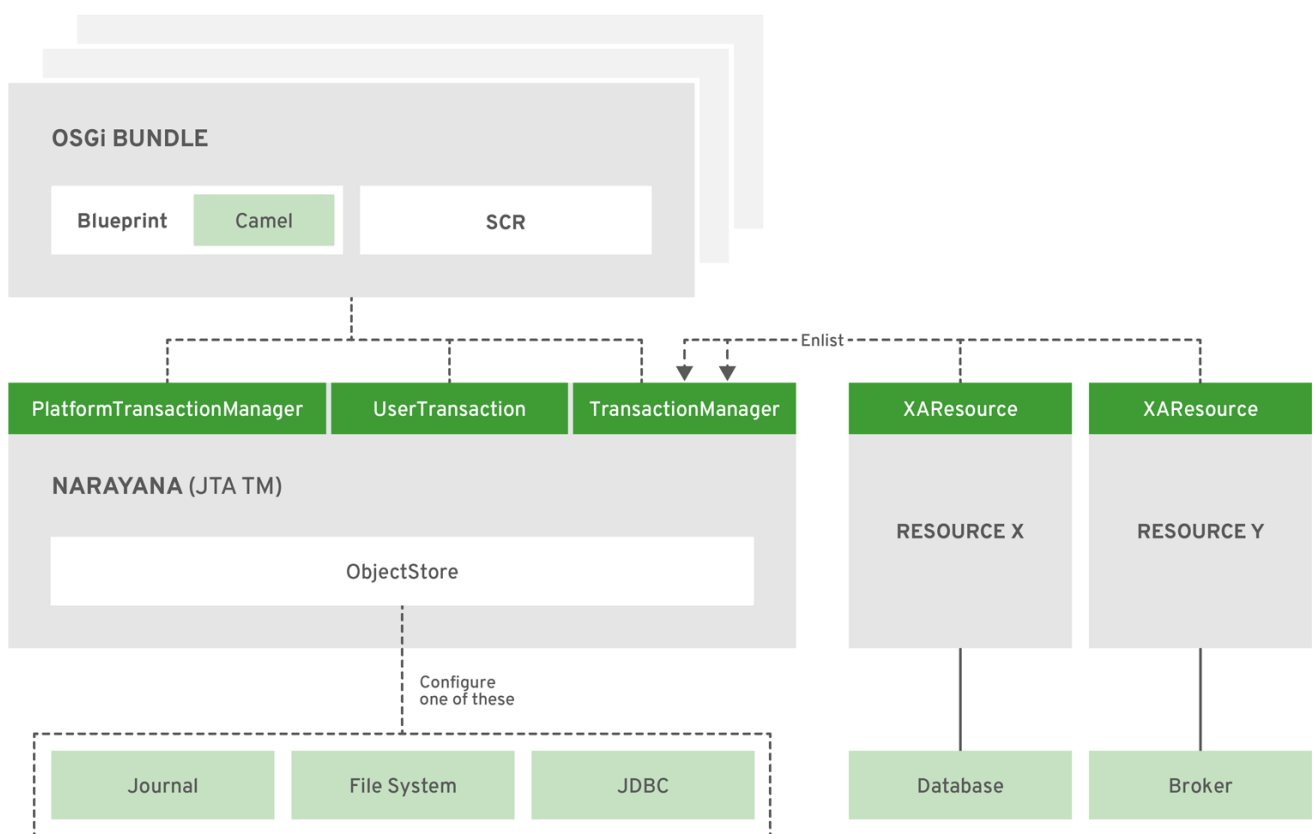 OSGi BUNDLE
Blueprint
Camel
SCR
Enlist
PlatformTransactionManager
UserTransaction
TransactionManager
XAResource
XAResource
NARAYANA (JTA TM)
RESOURCE X
RESOURCE Y
ObjectStore
Configure
one of these
Journal
File System
JDBC
Database
Broker